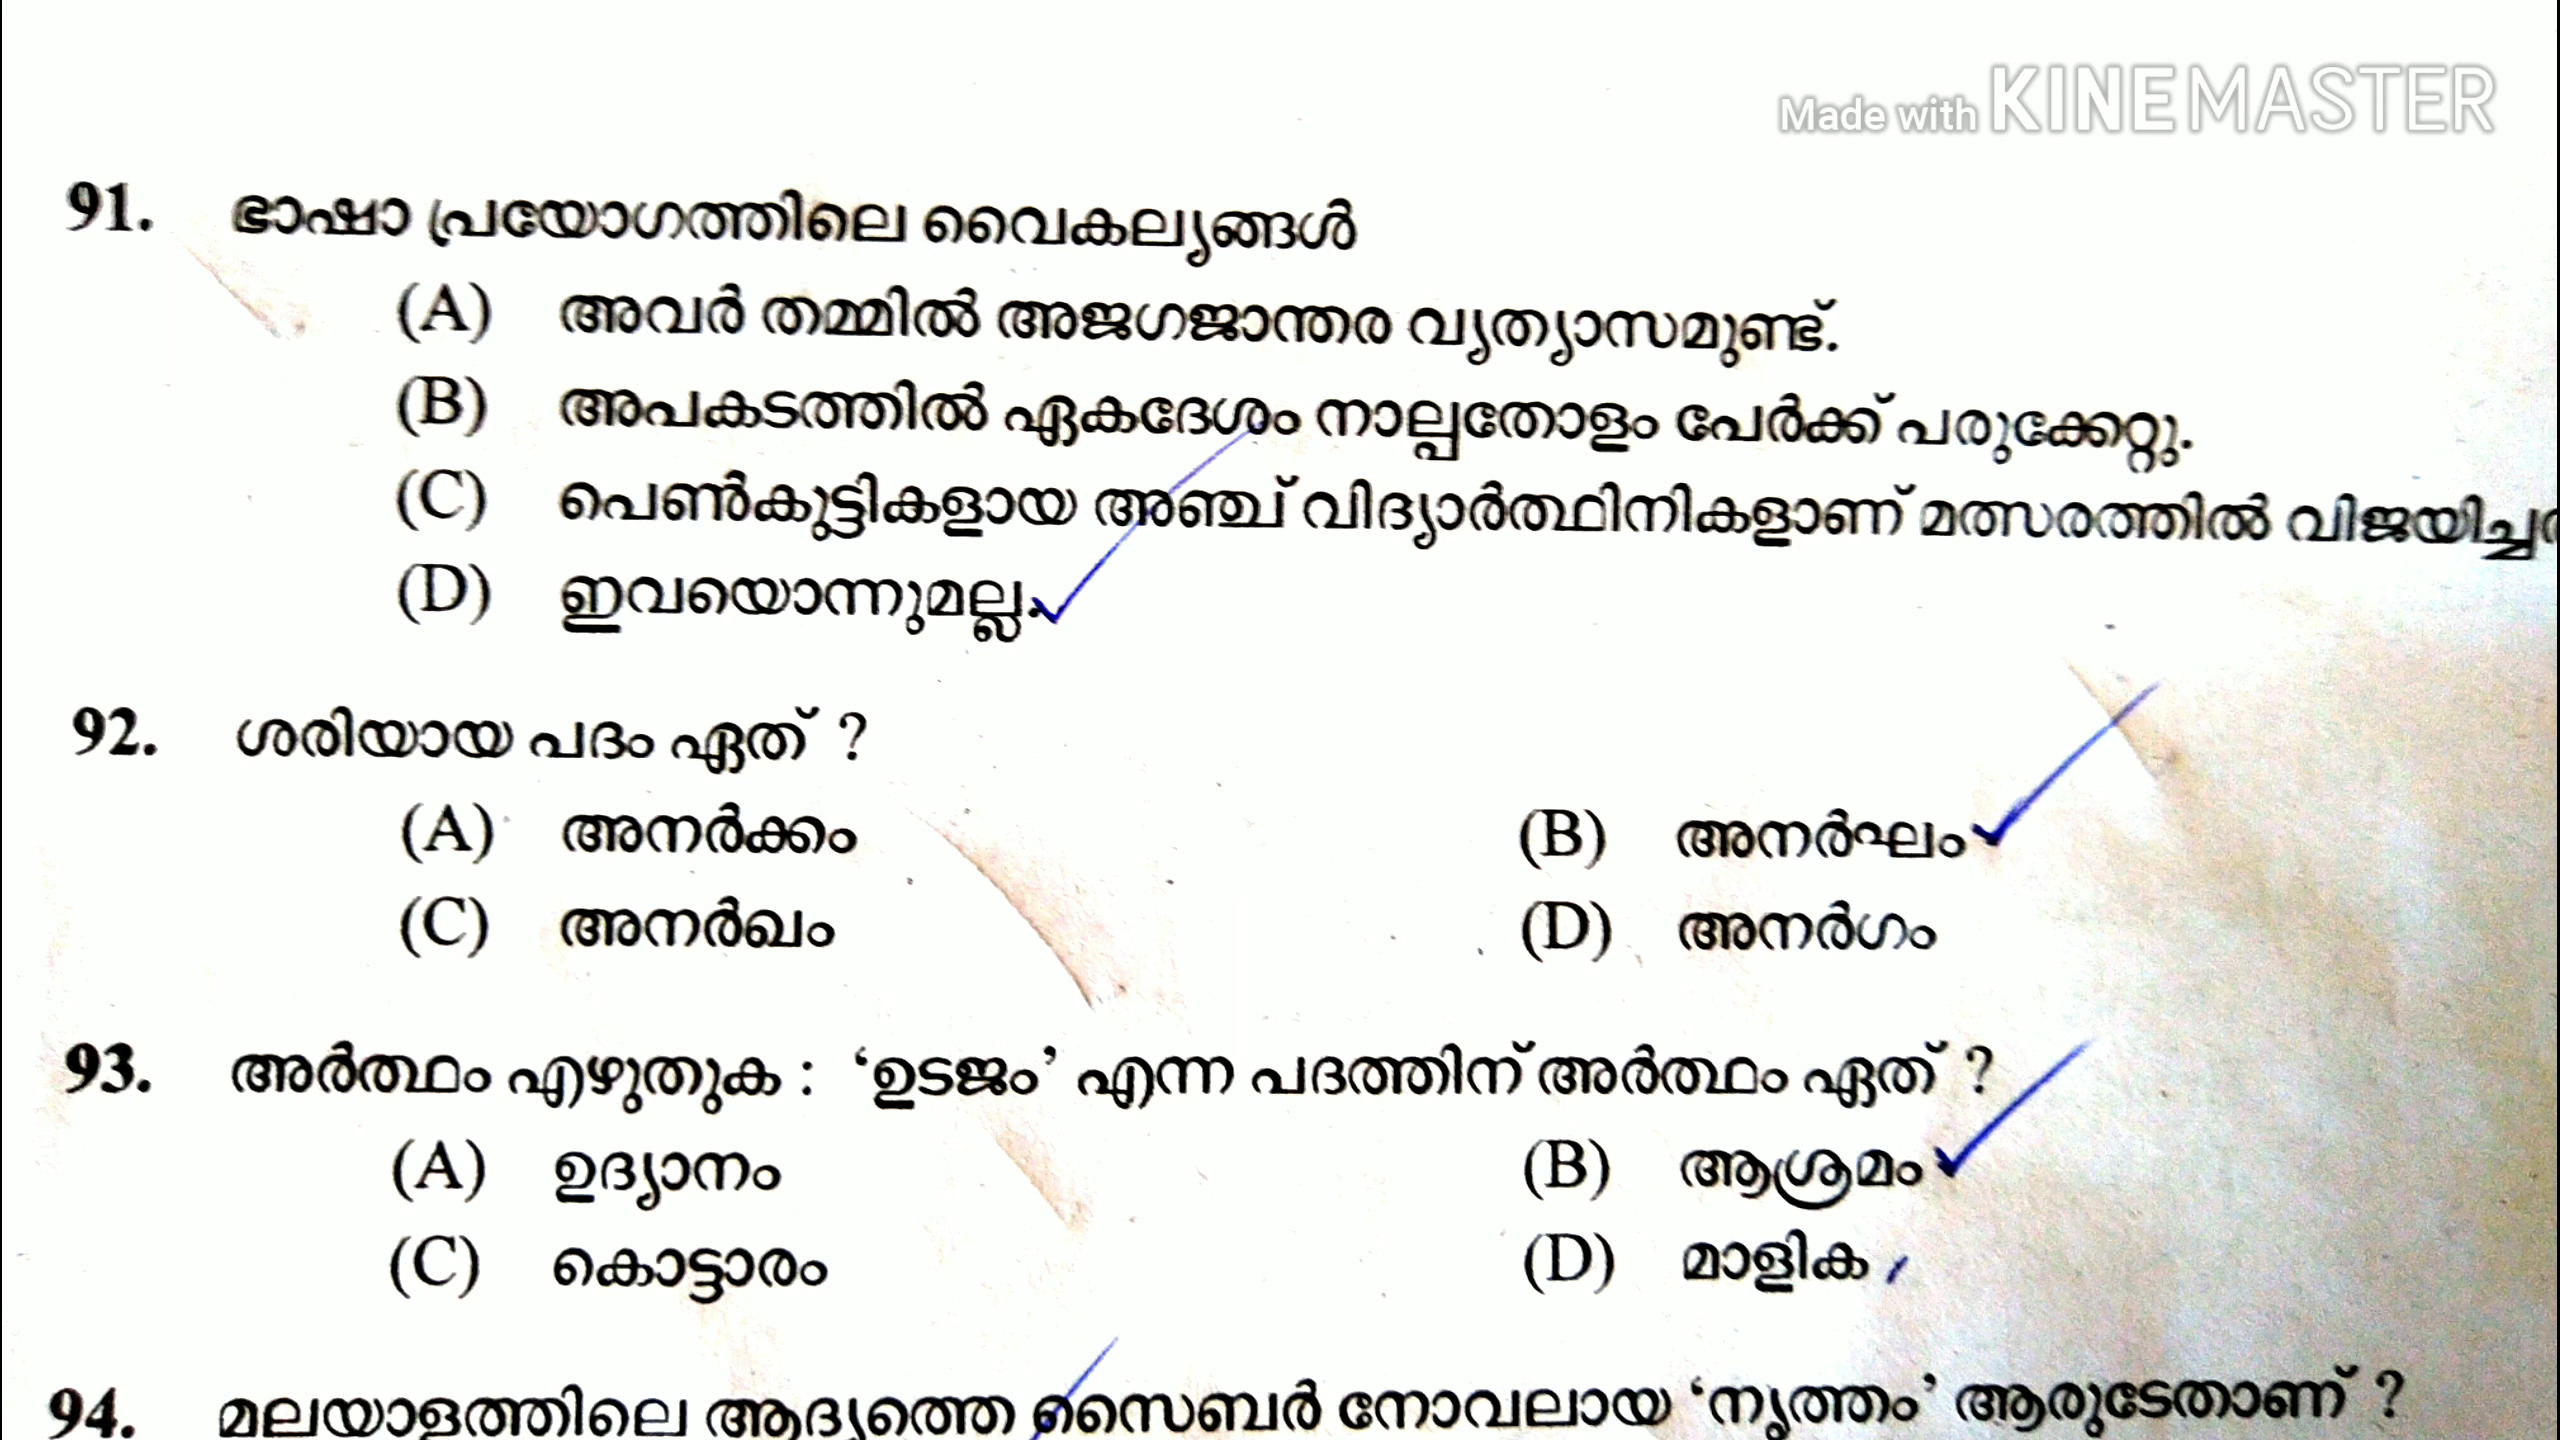 Made with KINEMASTER
91. ഭാഷാ പ്രയോഗത്തിലെ വൈകല്യങ്ങൾ
(A) അവർ തമ്മിൽ അജഗജാന്തര വ്യത്യാസമുണ്ട്.
(B) അപകടത്തിൽ ഏകദേശം നാല്പതോളം പേർക്ക് പരുക്കേറ്റു.
(C) പെൺകുട്ടികളായ അഞ്ച് വിദ്യാർത്ഥിനികളാണ് മത്സരത്തിൽ
(D) ഇവയൊന്നുമല്ല.
92. ശരിയായ പദം ഏത് ?
(A) അനർക്കം (B) അനർഘം
(C) അനർഖം (D) അനർഗം
93. അർത്ഥം എഴുതുക : ‘ഉടജം’ എന്ന പദത്തിന് അർത്ഥം ഏത് ?
(A) ഉദ്യാനം (B) ആശ്രമം
(C) കൊട്ടാരം (D) മാളിക
94. മലയാളത്തിലെ ആദ്യത്തെ സൈബർ നോവലായ ‘നൃത്തം’ ആരുടേതാണ് ?